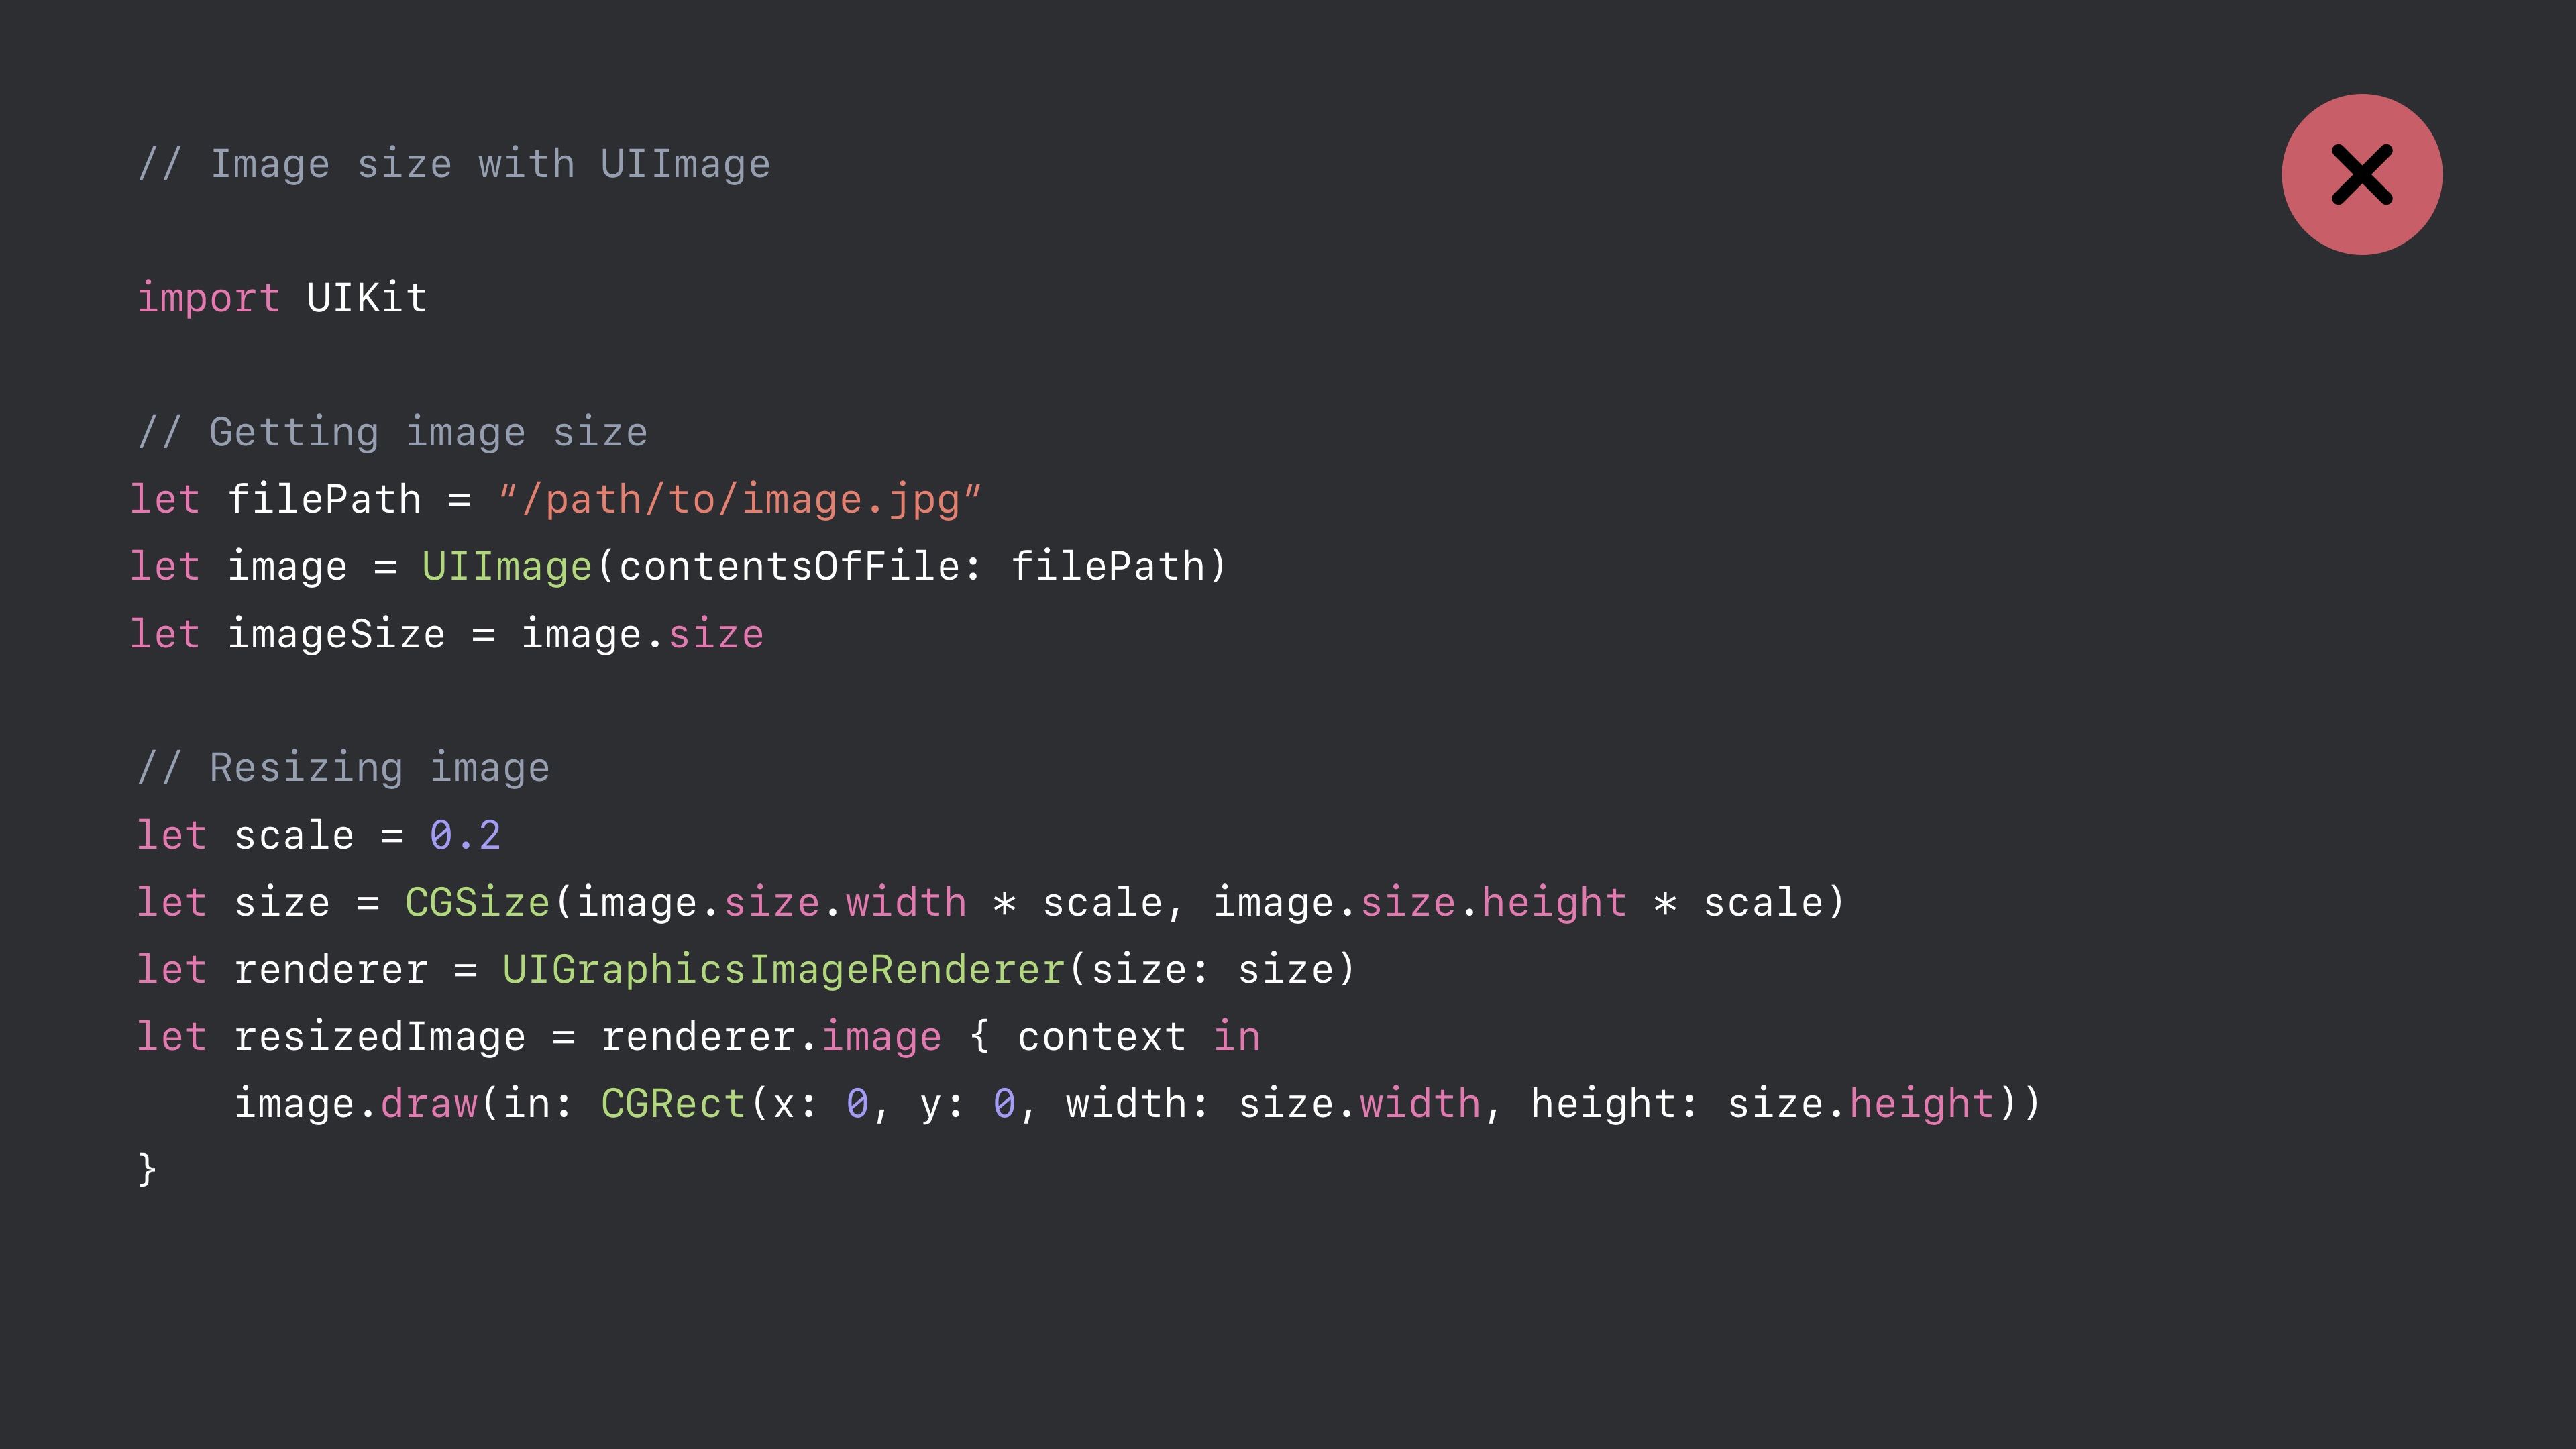 // Image size with UIImage
import UIKit
// Getting image size
let filePath = “/path/to/image.jpg”
let image = UIImage(contentsOfFile: filePath)
let imageSize = image.size
// Resizing image
let scale = 0.2
let size = CGSize(image.size.width * scale, image.size.height * scale)
let renderer = UIGraphicsImageRenderer(size: size)
let resizedImage = renderer.image { context in
    image.draw(in: CGRect(x: 0, y: 0, width: size.width, height: size.height))
}